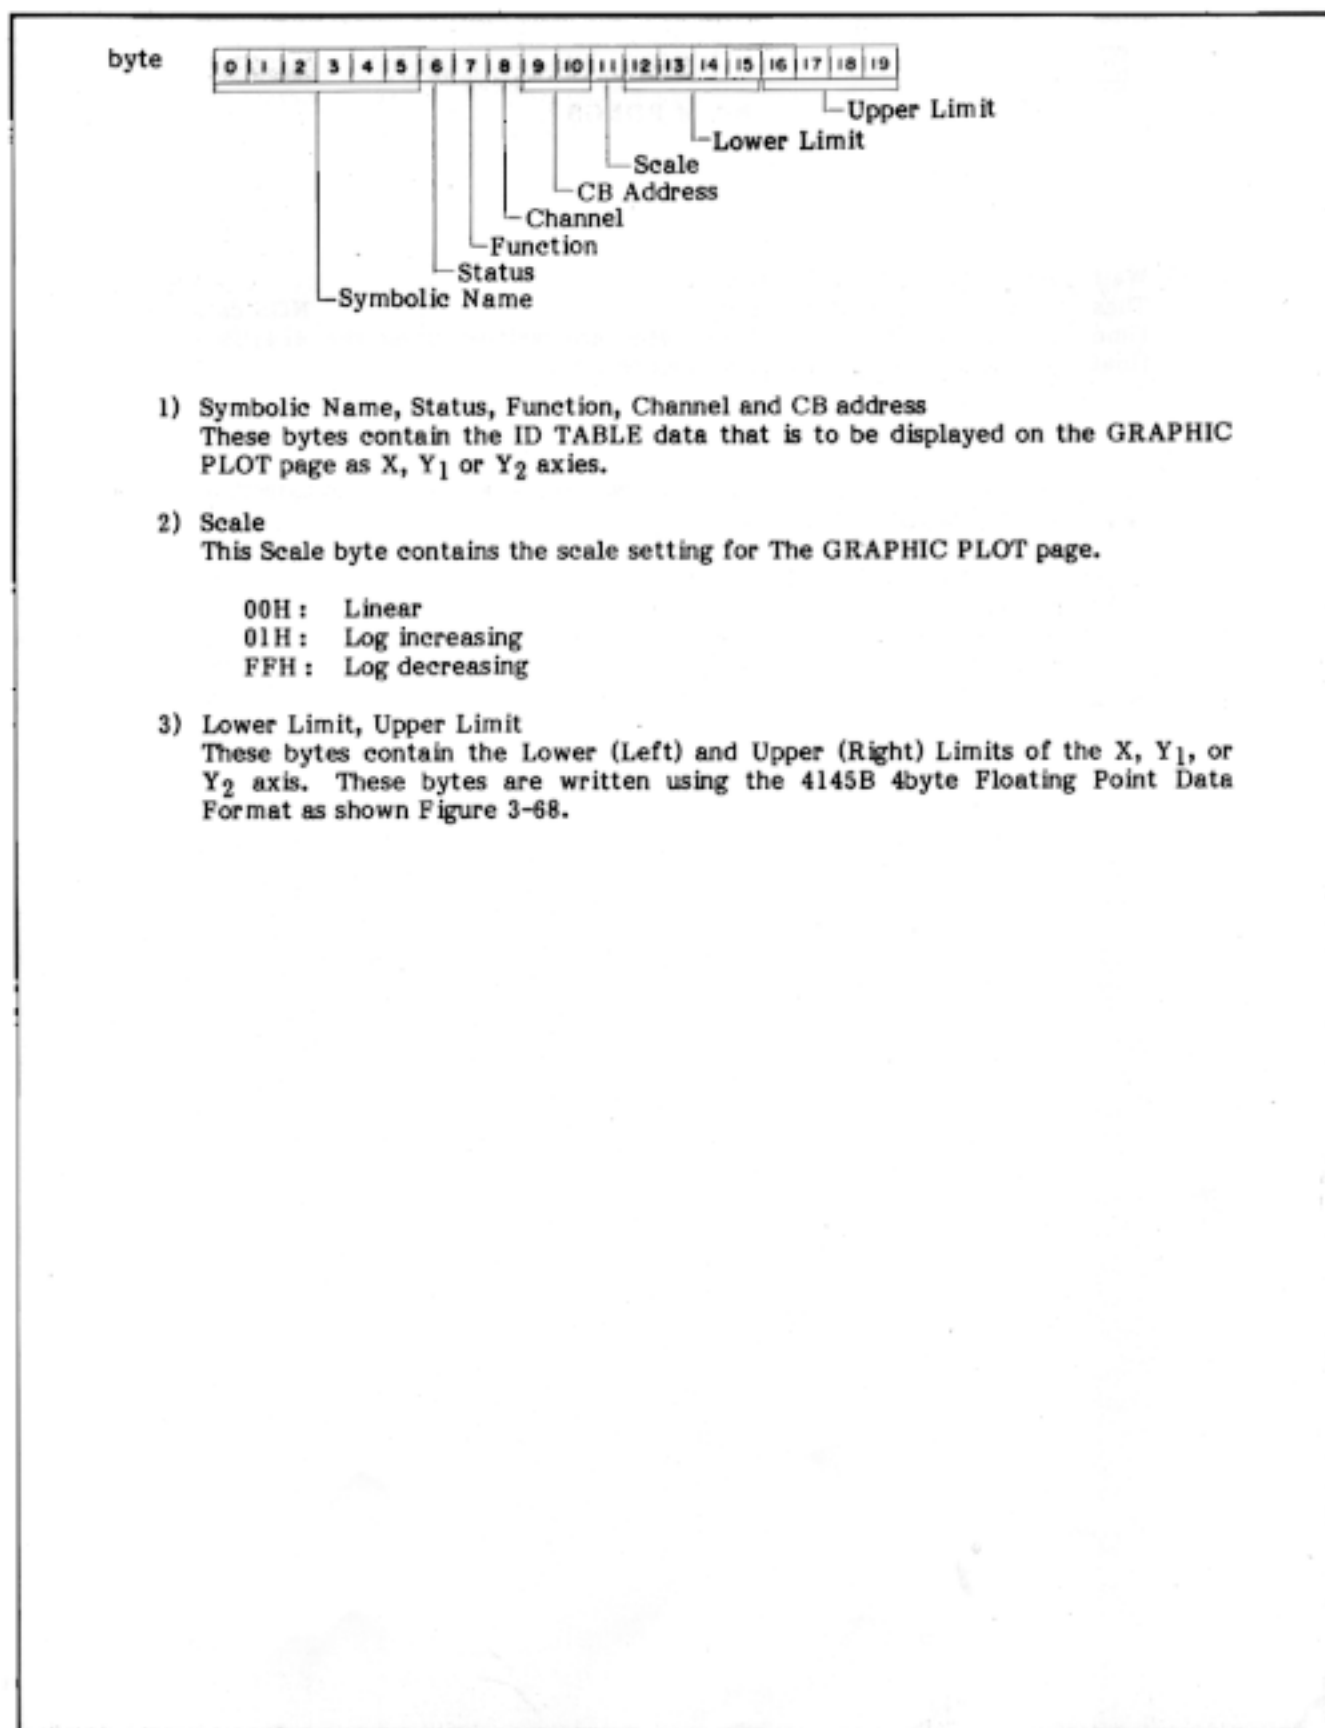 byte 0 1 2 3 4 5 6 7 8 9 10 11 12 13 14 15 16 17 18 19
Upper Limit
Lower Limit
Scale
CB Address
Channel
Function
Status
Symbolic Name
1) Symbolic Name, Status, Function, Channel and CB address
These bytes contain the ID TABLE data that is to be displayed on the GRAPHIC
PLOT page as X, Y1 or Y2 axies.
2) Scale
This Scale byte contains the scale setting for The GRAPHIC PLOT page.
00H : Linear
01H : Log increasing
FFH : Log decreasing
3) Lower Limit, Upper Limit
These bytes contain the Lower (Left) and Upper (Right) Limits of the X, Y1, or
Y2 axis. These bytes are written using the 4145B 4byte Floating Point Data
Format as shown Figure 3-68.